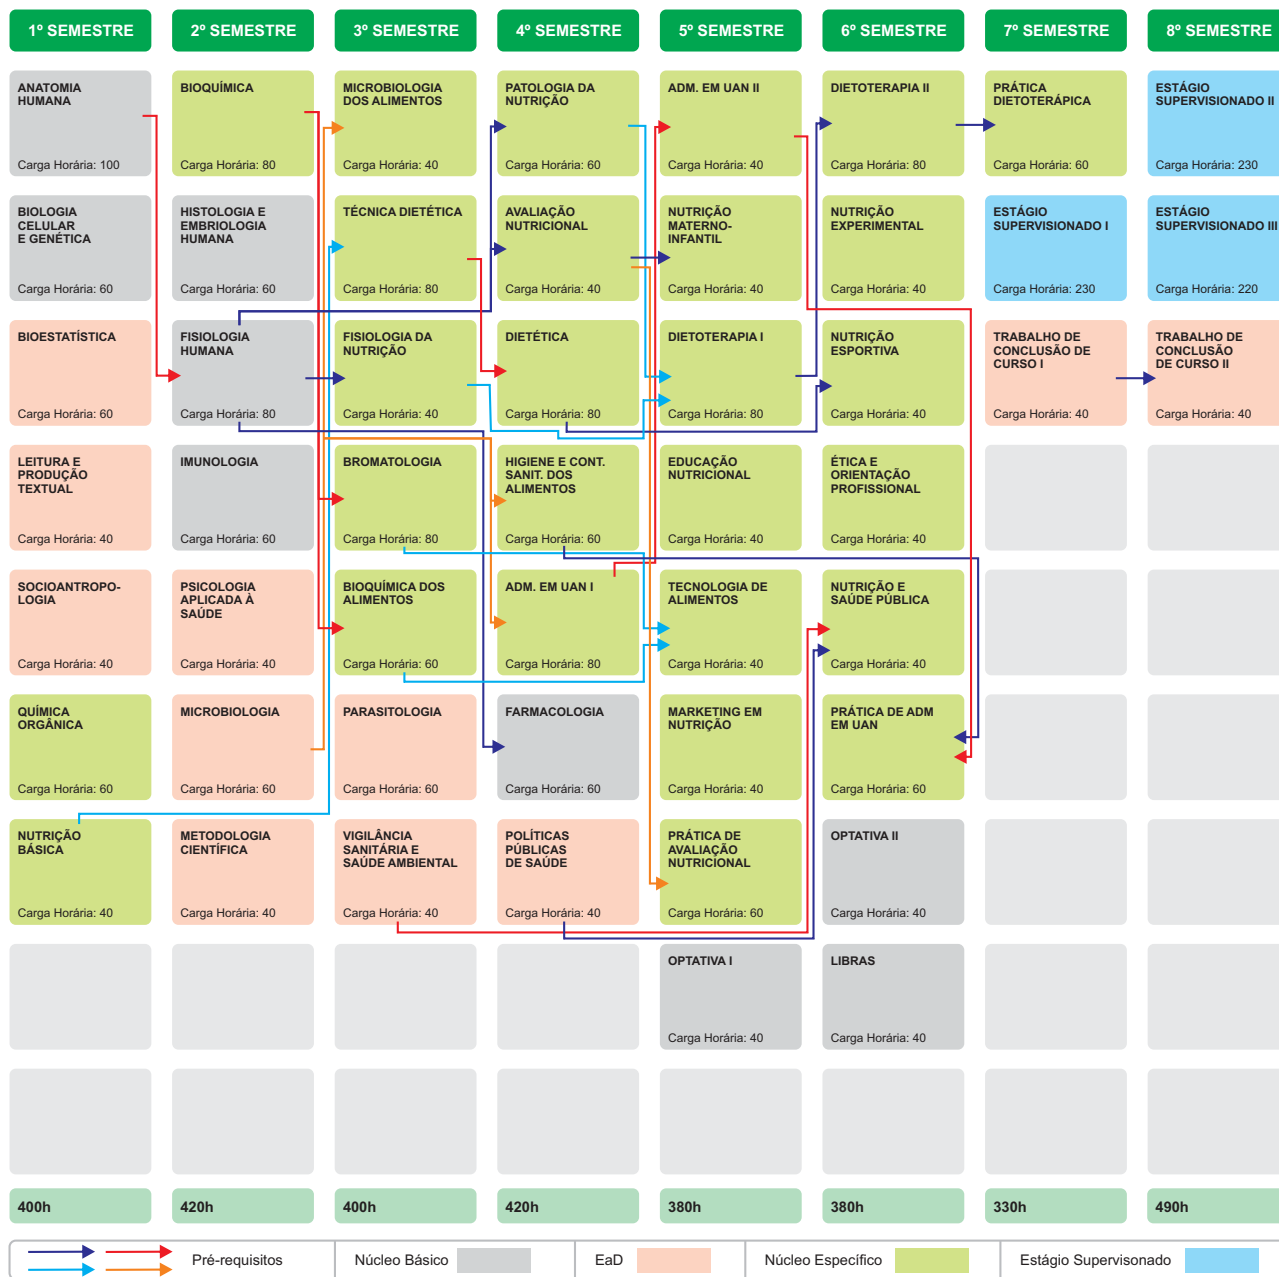 1º SEMESTRE
2º SEMESTRE
3º SEMESTRE
4º SEMESTRE
5º SEMESTRE
6º SEMESTRE
7º SEMESTRE
8º SEMESTRE
ANATOMIA
HUMANA
Carga Horária: 100
BIOQUÍMICA
Carga Horária: 80
MICROBIOLOGIA
DOS ALIMENTOS
Carga Horária: 40
PATOLOGIA DA
NUTRIÇÃO
Carga Horária: 60
ADM. EM UAN II
Carga Horária: 40
DIETOTERAPIA II
Carga Horária: 80
PRÁTICA
DIETOTERÁPICA
Carga Horária: 60
ESTÁGIO
SUPERVISIONADO II
Carga Horária: 230
BIOLOGIA
CELULAR
E GENÉTICA
Carga Horária: 60
HISTOLOGIA E
EMBRIOLOGIA
HUMANA
Carga Horária: 60
TÉCNICA DIETÉTICA
Carga Horária: 80
AVALIAÇÃO
NUTRICIONAL
Carga Horária: 40
NUTRIÇÃO
MATERNO-
INFANTIL
Carga Horária: 40
NUTRIÇÃO
EXPERIMENTAL
Carga Horária: 40
ESTÁGIO
SUPERVISIONADO I
Carga Horária: 230
ESTÁGIO
SUPERVISIONADO III
Carga Horária: 220
BIOESTATÍSTICA
Carga Horária: 60
FISIOLOGIA
HUMANA
Carga Horária: 80
FISIOLOGIA DA
NUTRIÇÃO
Carga Horária: 40
DIETÉTICA
Carga Horária: 80
DIETOTERAPIA I
Carga Horária: 80
NUTRIÇÃO
ESPORTIVA
Carga Horária: 40
TRABALHO DE
CONCLUSÃO DE
CURSO I
Carga Horária: 40
TRABALHO DE
CONCLUSÃO
DE CURSO II
Carga Horária: 40
LEITURA E
PRODUÇÃO
TEXTUAL
Carga Horária: 40
IMUNOLOGIA
Carga Horária: 60
BROMATOLOGIA
Carga Horária: 80
HIGIENE E CONT.
SANIT. DOS
ALIMENTOS
Carga Horária: 60
EDUCAÇÃO
NUTRICIONAL
Carga Horária: 40
ÉTICA E
ORIENTAÇÃO
PROFISSIONAL
Carga Horária: 40
SOCIOANTROPO-
LOGIA
Carga Horária: 40
PSICOLOGIA
APLICADA À
SAÚDE
Carga Horária: 40
BIOQUÍMICA DOS
ALIMENTOS
Carga Horária: 60
ADM. EM UAN I
Carga Horária: 80
TECNOLOGIA DE
ALIMENTOS
Carga Horária: 40
NUTRIÇÃO E
SAÚDE PÚBLICA
Carga Horária: 40
QUÍMICA
ORGÂNICA
Carga Horária: 60
MICROBIOLOGIA
Carga Horária: 60
PARASITOLOGIA
Carga Horária: 60
FARMACOLOGIA
Carga Horária: 60
MARKETING EM
NUTRIÇÃO
Carga Horária: 40
PRÁTICA DE ADM
EM UAN
Carga Horária: 60
NUTRIÇÃO
BÁSICA
Carga Horária: 40
METODOLOGIA
CIENTÍFICA
Carga Horária: 40
VIGILÂNCIA
SANITÁRIA E
SAÚDE AMBIENTAL
Carga Horária: 40
POLÍTICAS
PÚBLICAS
DE SAÚDE
Carga Horária: 40
PRÁTICA DE
AVALIAÇÃO
NUTRICIONAL
Carga Horária: 60
OPTATIVA II
Carga Horária: 40
OPTATIVA I
Carga Horária: 40
LIBRAS
Carga Horária: 40
400h
420h
400h
420h
380h
380h
330h
490h
Pré-requisitos
Núcleo Básico
EaD
Núcleo Específico
Estágio Supervisonado